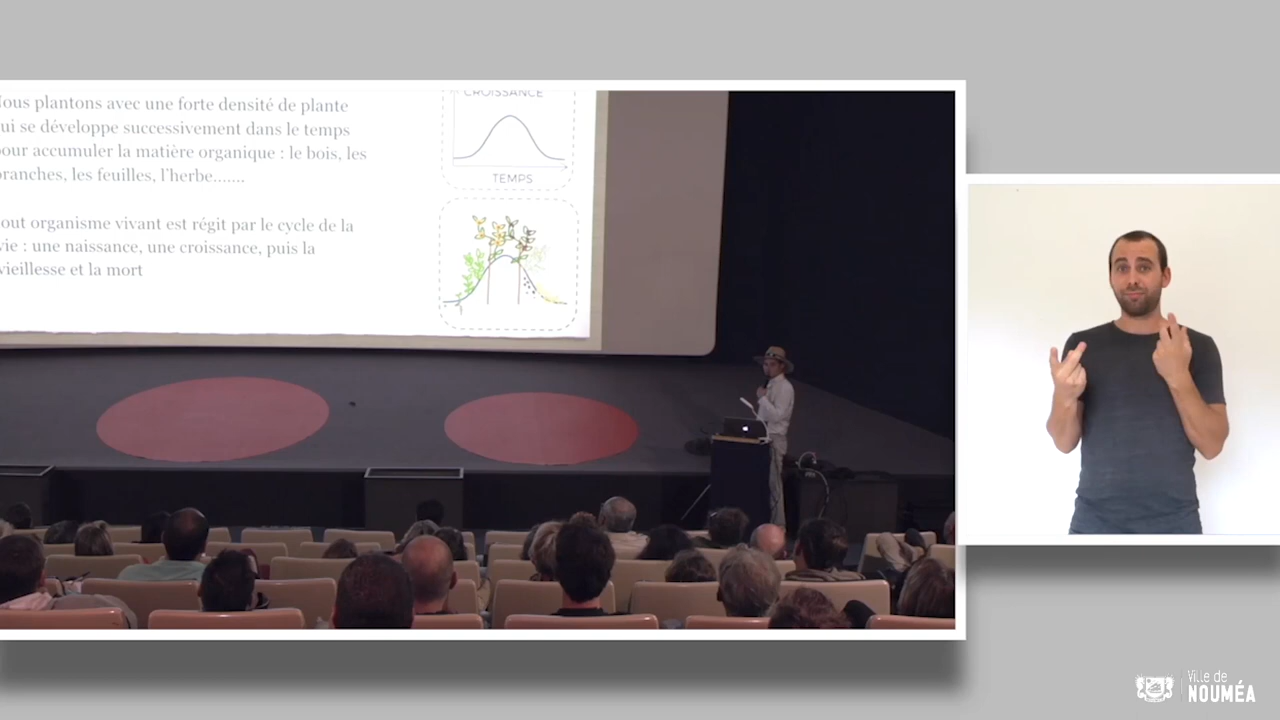 ous plantons avec une forte densité de plante
ui se développe successivement dans le temps
our accumuler la matière organique : le bois, les
ranches, les feuilles, l'herbe.......
out organisme vivant est régit par le cycle de la
vie : une naissance, une croissance, puis la
vieillesse et la mort
CROISSANCE
TEMPS
Ville de
NOUMÉA